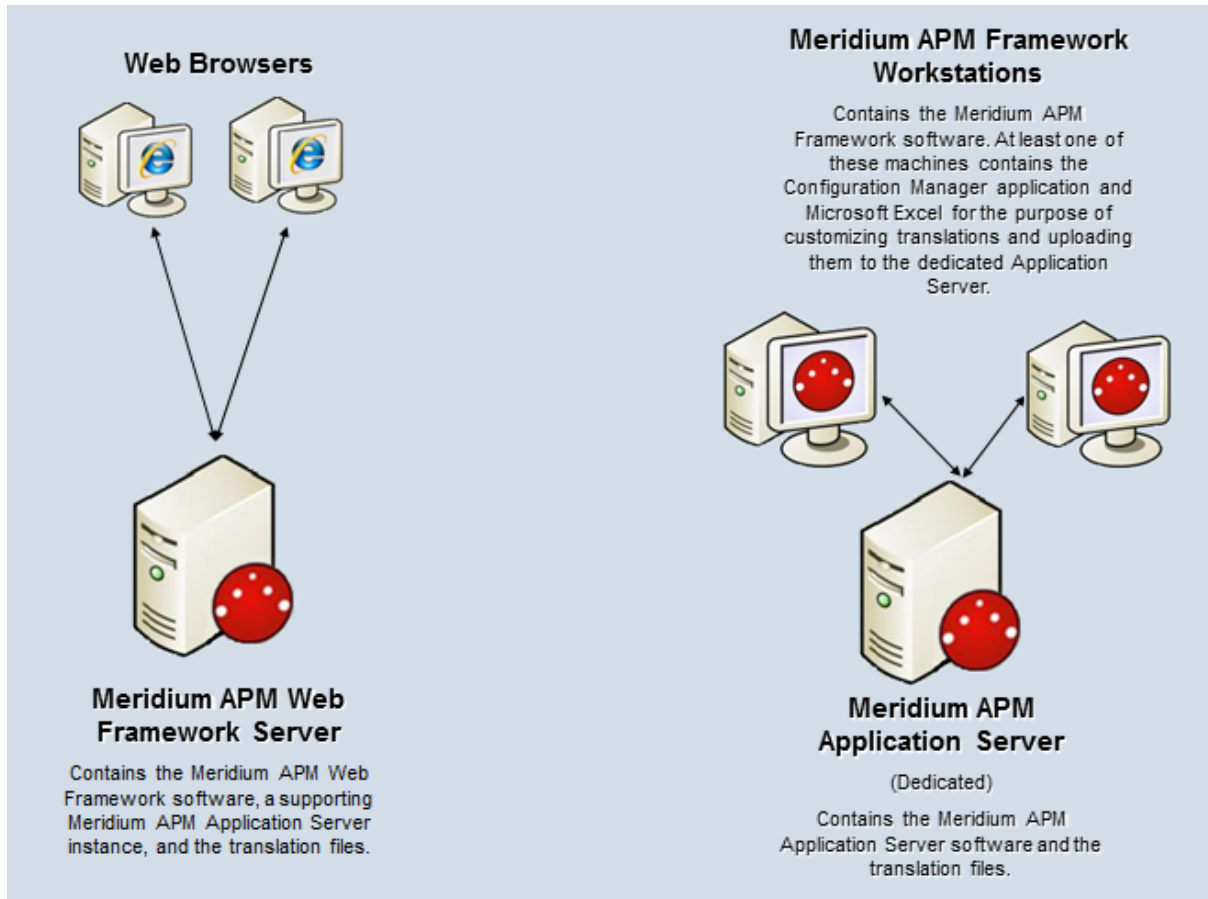 Web Browsers
Meridium APM Web
Framework Server
Contains the Meridium APM Web
Framework software, a supporting
Meridium APM Application Server
instance, and the translation files.
Meridium APM Framework
Workstations
Contains the Meridium APM
Framework software. At least one of
these machines contains the
Configuration Manager application and
Microsoft Excel for the purpose of
customizing translations and uploading
them to the dedicated Application
Server.
Meridium APM
Application Server
(Dedicated)
Contains the Meridium APM
Application Server software and the
translation files.